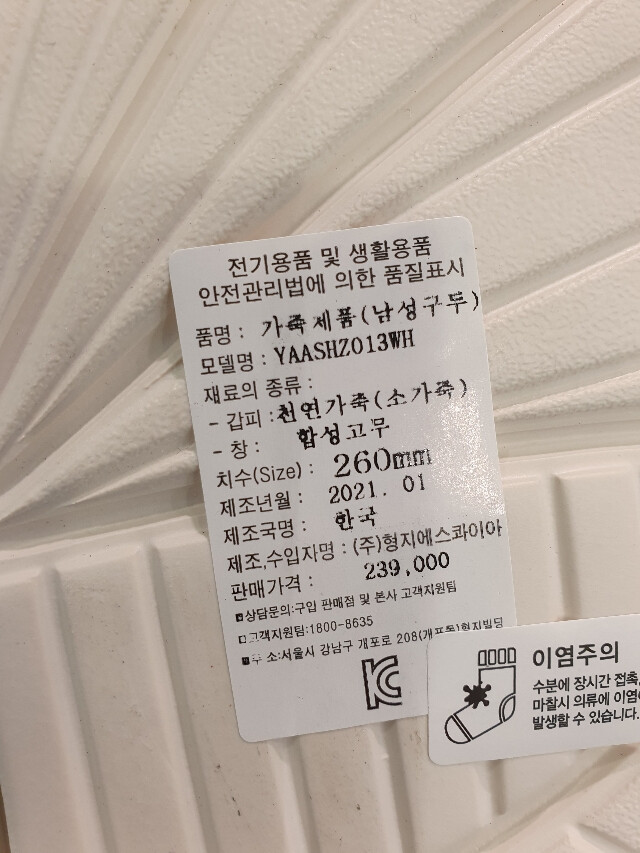 전기용품 및 생활용품
안전관리법에 의한 품질표시
품명 : 가죽제품(남성구두)
모델명 : YAASHZ013WH
재료의 종류 :
- 갑피 : 천연가죽(소가죽)
- 창 : 합성고무
치수(Size) : 260mm
제조년월 : 2021. 01
제조국명 : 한국
제조,수입자명 : (주)형지에스콰이아
판매가격 : 239,000
■상담문의:구입 판매점 및 본사 고객지원팀
□고객지원팀:1800-8635
■주 소:서울시 강남구 개포로 208(개포동)형지빌딩
KC
이염주의
수분에 장시간 접촉,
마찰시 의류에 이염이
발생할 수 있습니다.